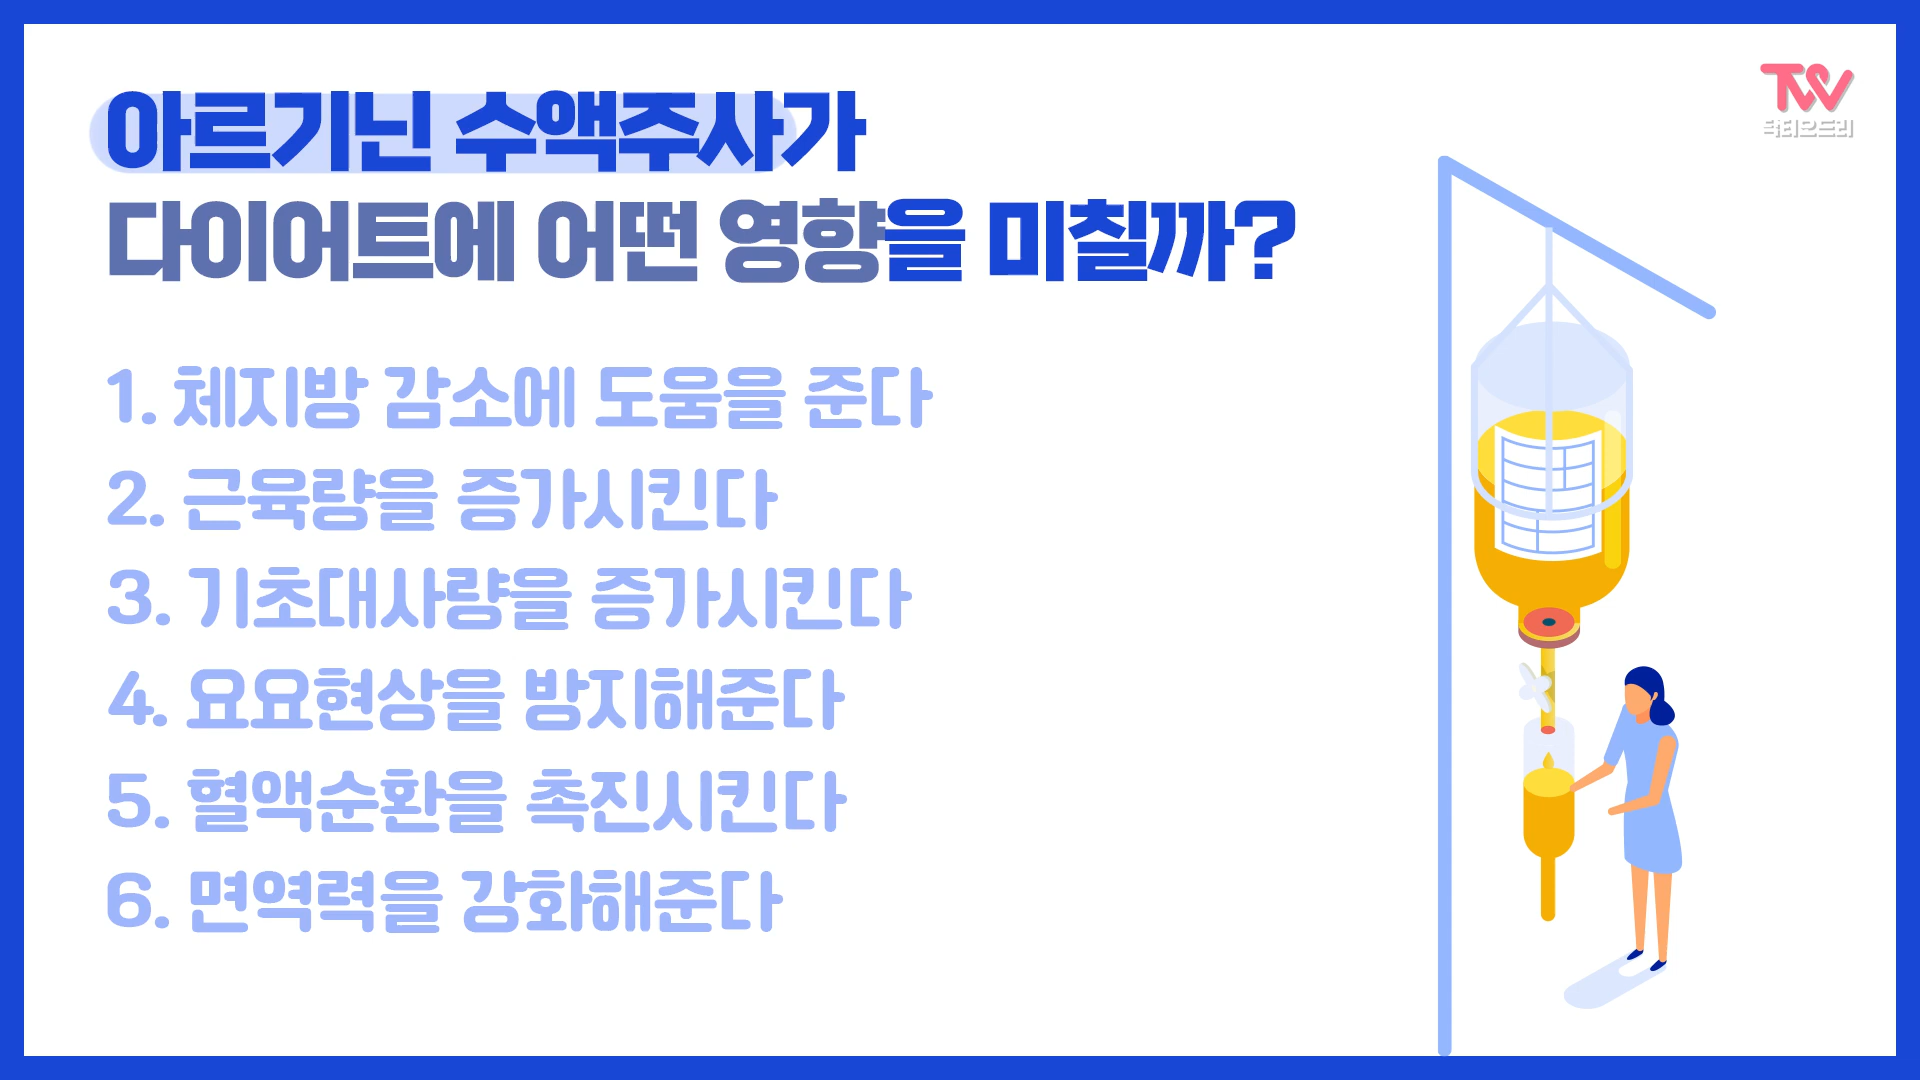 아르기닌 수액주사가
다이어트에 어떤 영향을 미칠까?
1. 체지방 감소에 도움을 준다
2. 근육량을 증가시킨다
3. 기초대사량을 증가시킨다
4. 요요현상을 방지해준다
5. 혈액순환을 촉진시킨다
6. 면역력을 강화해준다